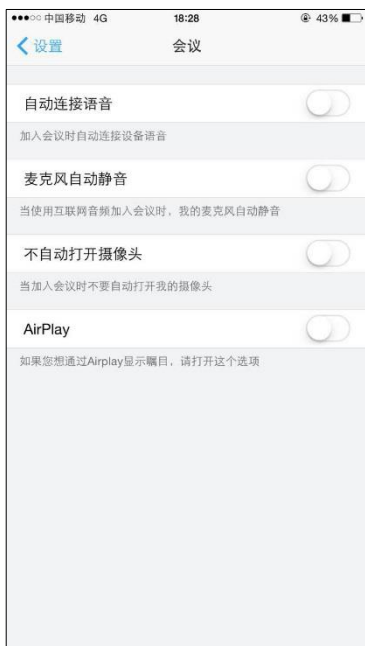 中国移动 4G 18:28 43%
设置 会议
自动连接语音
加入会议时自动连接设备语音
麦克风自动静音
当使用互联网音频加入会议时，我的麦克风自动静音
不自动打开摄像头
当加入会议时不要自动打开我的摄像头
AirPlay
如果您想通过Airplay显示瞩目，请打开这个选项